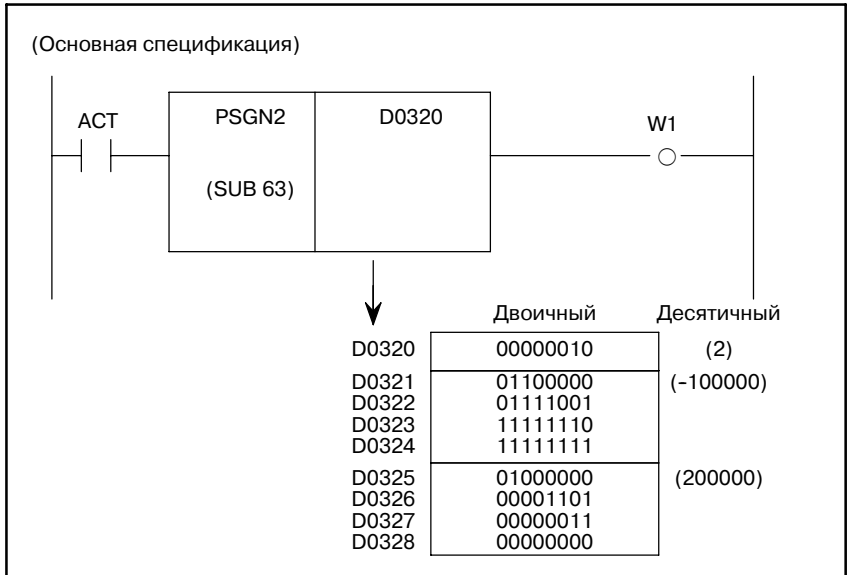 (Основная спецификация)
ACT
PSGN2
D0320
W1
(SUB 63)
Двоичный Десятичный
D0320 00000010 (2)
D0321 01100000 (-100000)
D0322 01111001
D0323 11111110
D0324 11111111
D0325 01000000 (200000)
D0326 00001101
D0327 00000011
D0328 00000000